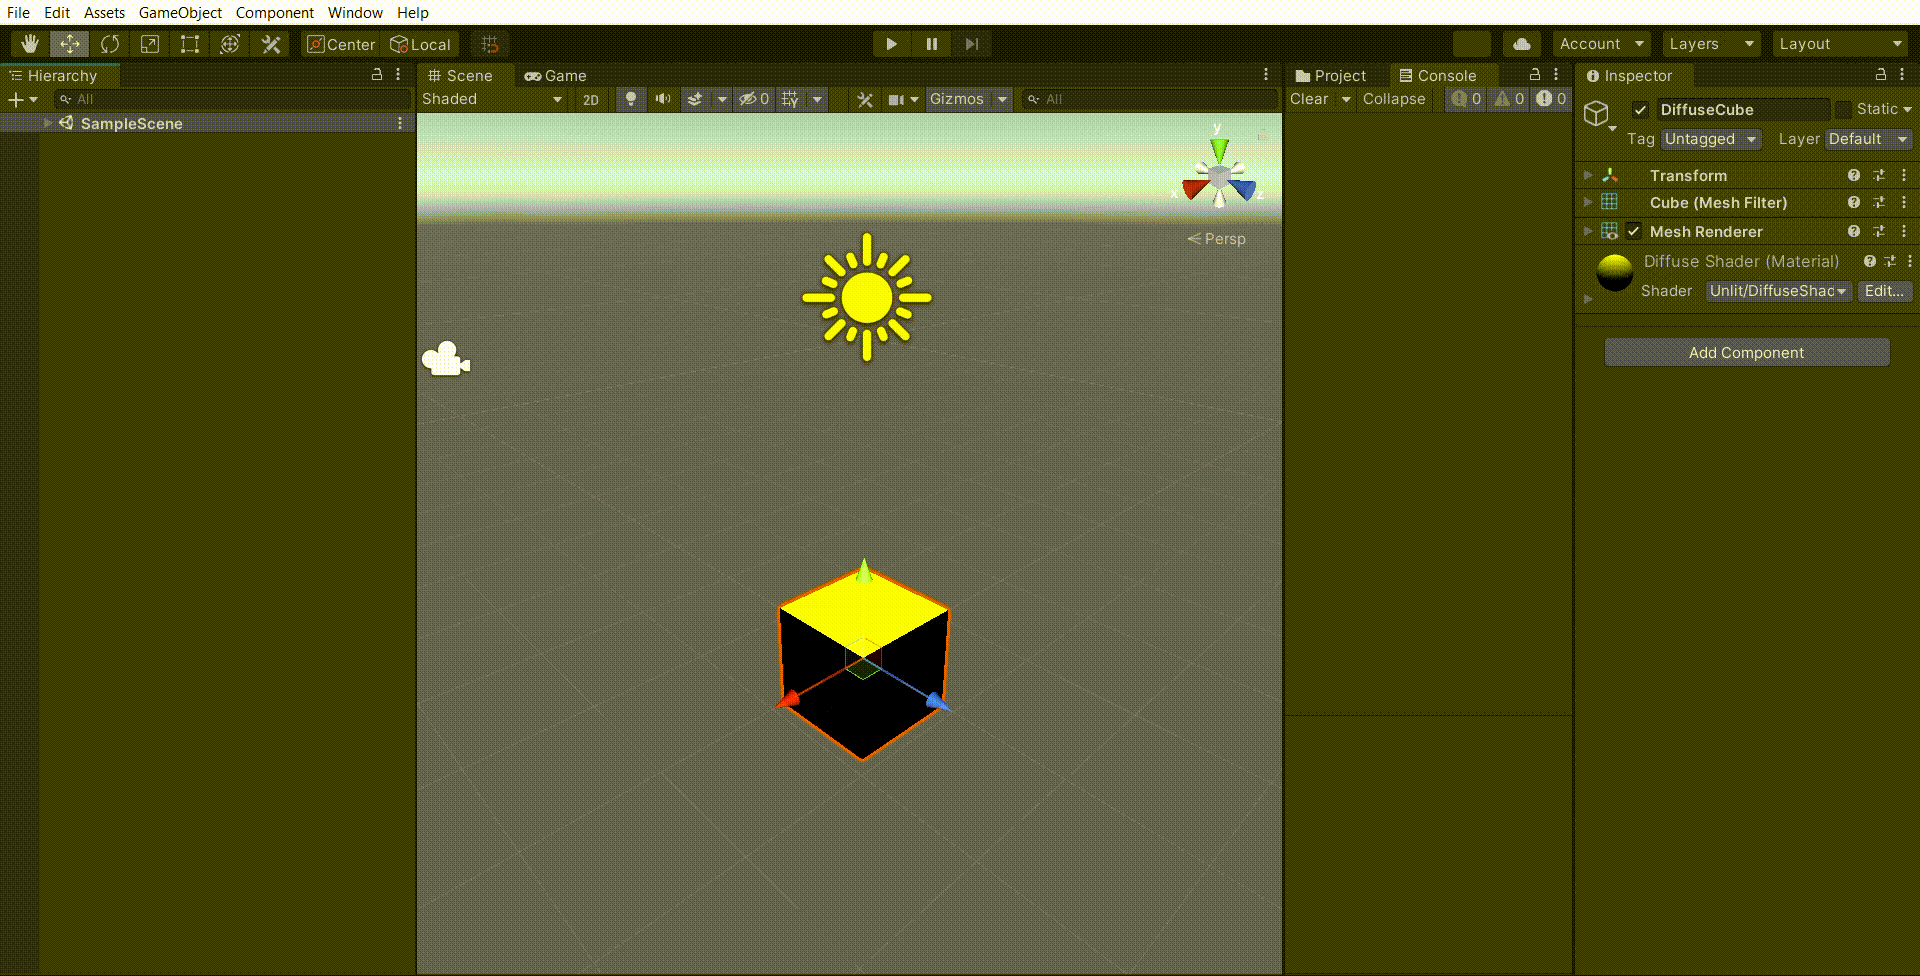 File Edit Assets GameObject Component Window Help
Center Local Account Layers Layout
Hierarchy Scene Game Project Console Inspector
All Shaded 2D 0 Gizmos All Clear Collapse 0 0 0
SampleScene
DiffuseCube Static
Tag Untagged Layer Default
y
x z
Persp
Transform
Cube (Mesh Filter)
Mesh Renderer
Diffuse Shader (Material)
Shader Unlit/DiffuseShac Edit...
Add Component